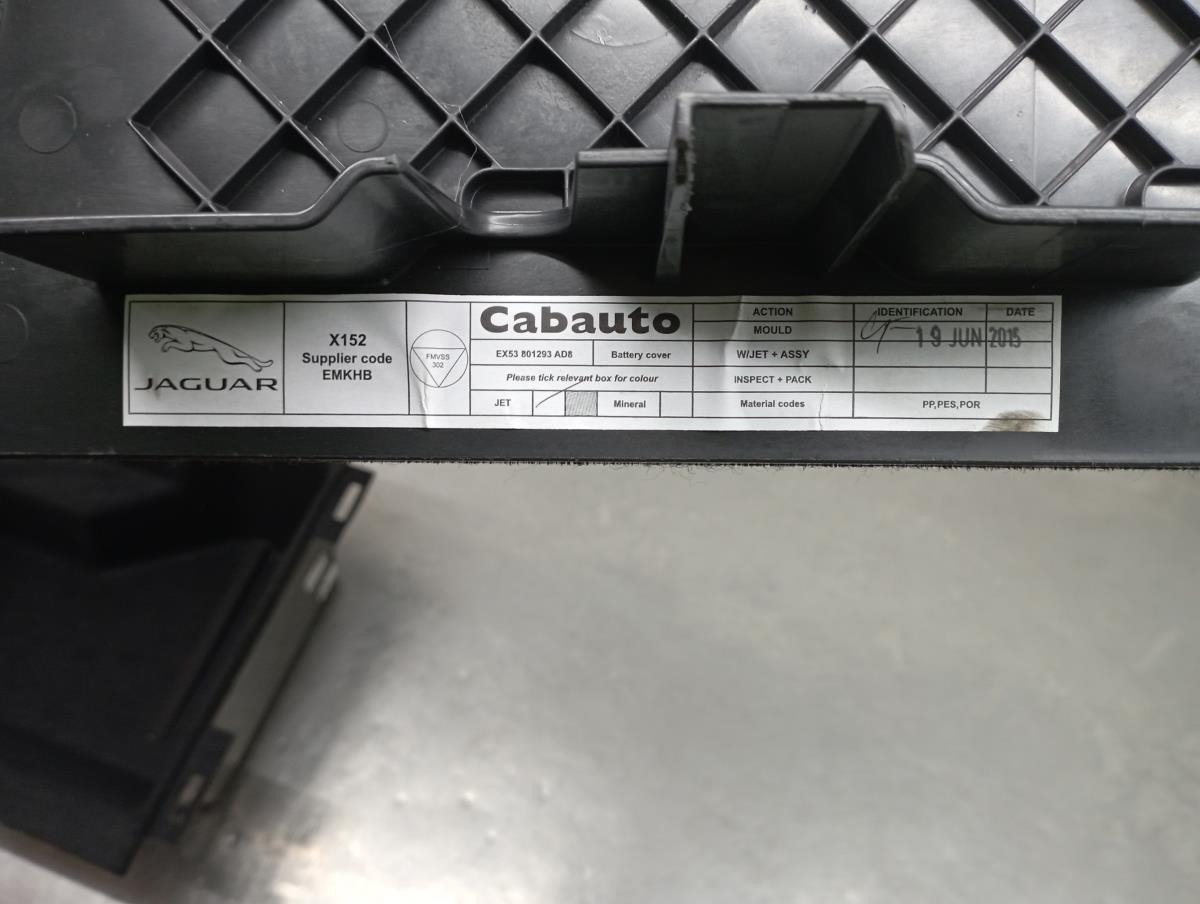 JAGUAR
X152
Supplier code
EMKHB
FMVSS
302
Cabauto
EX53 801293 AD8
Battery cover
Please tick relevant box for colour
JET
Mineral
ACTION
IDENTIFICATION
DATE
MOULD
19 JUN 2015
W/JET + ASSY
INSPECT + PACK
Material codes
PP,PES,POR